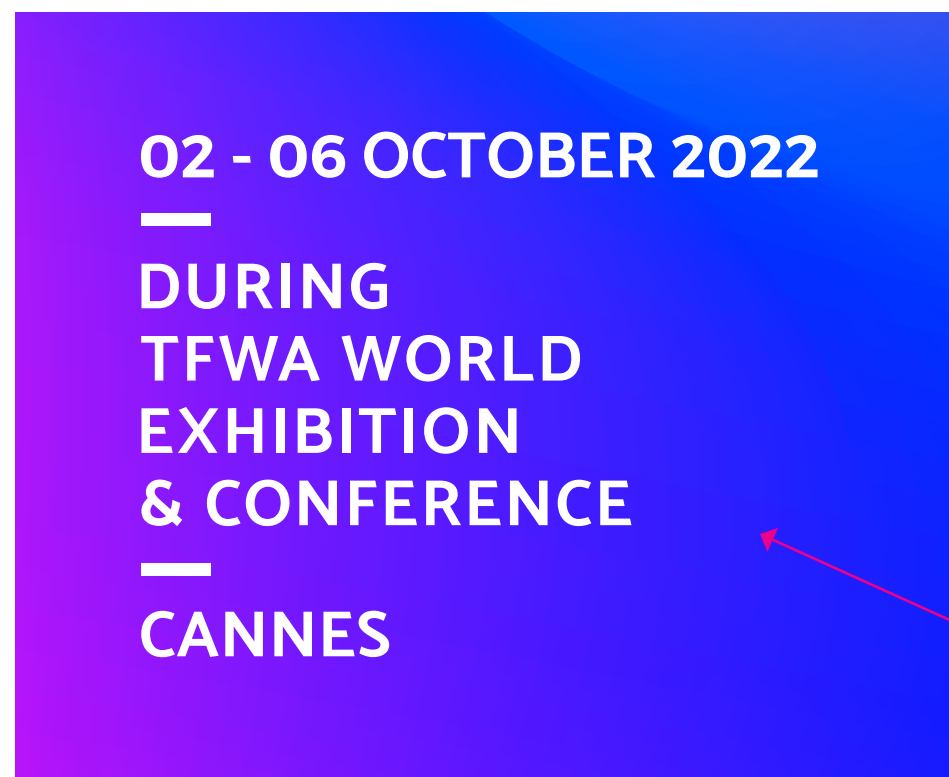 02 - 06 OCTOBER 2022
DURING
TFWA WORLD
EXHIBITION
& CONFERENCE
CANNES